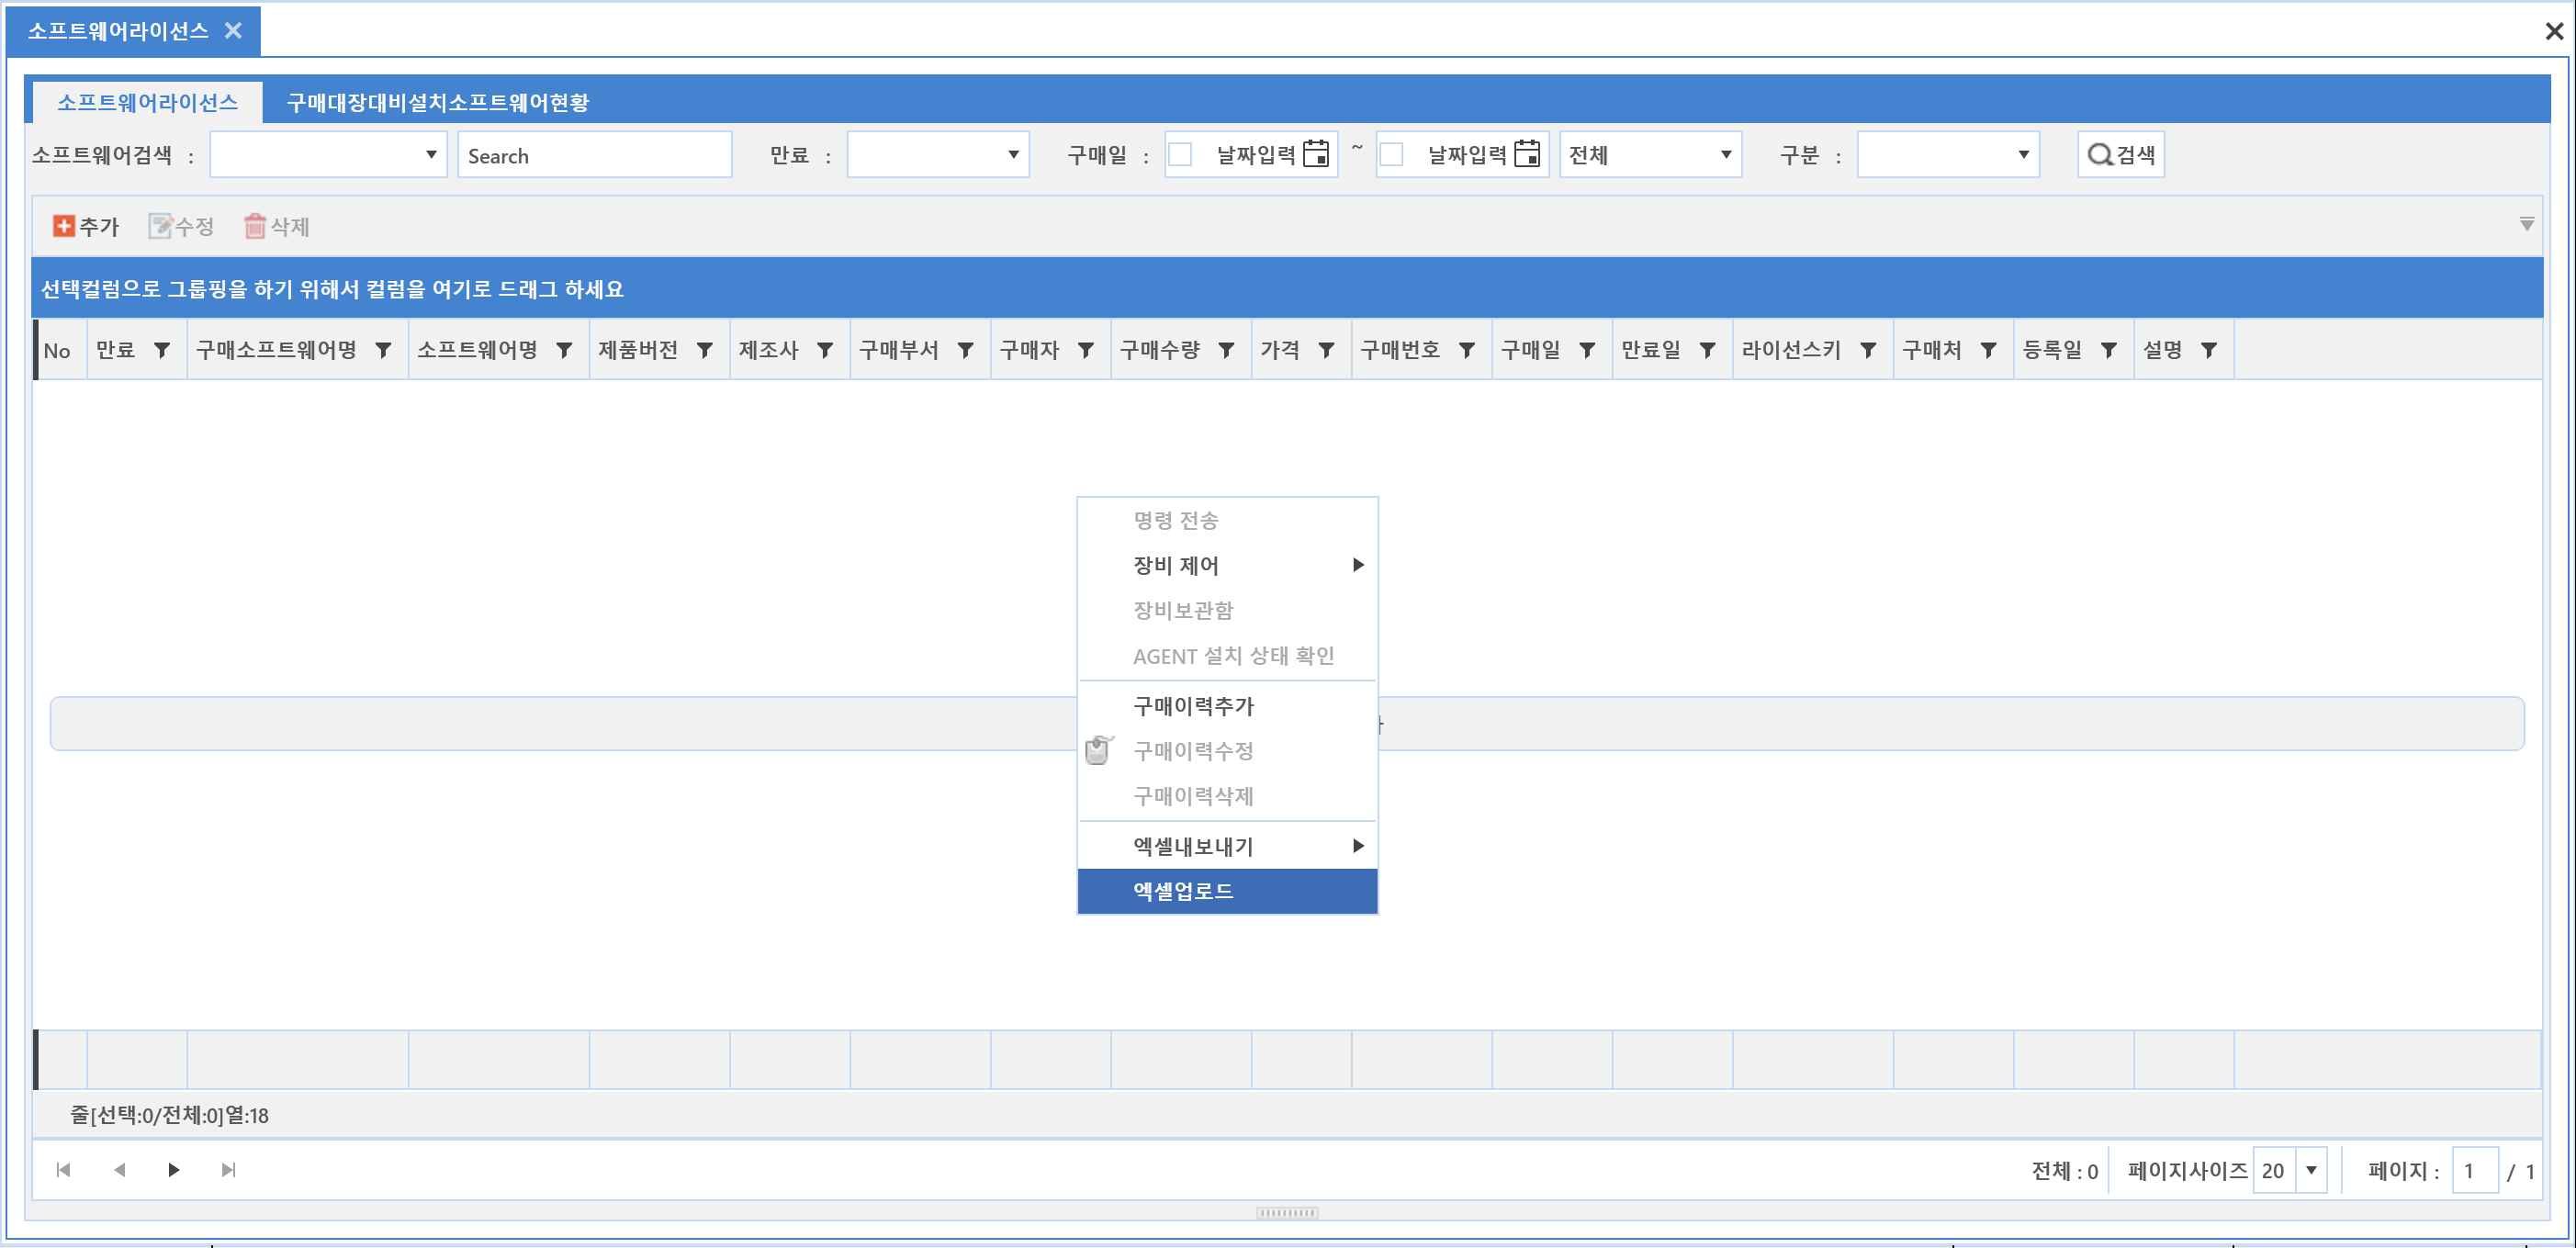 소프트웨어라이선스
소프트웨어라이선스 구매대장대비설치소프트웨어현황
소프트웨어검색 : Search 만료 : 구매일 : 날짜입력 ~ 날짜입력 전체 구분 : 검색
추가 수정 삭제
선택컬럼으로 그룹핑을 하기 위해서 컬럼을 여기로 드래그 하세요
No 만료 구매소프트웨어명 소프트웨어명 제품버전 제조사 구매부서 구매자 구매수량 가격 구매번호 구매일 만료일 라이선스키 구매처 등록일 설명
명령 전송
장비 제어
장비보관함
AGENT 설치 상태 확인
구매이력추가
구매이력수정
구매이력삭제
엑셀내보내기
엑셀업로드
줄[선택:0/전체:0]열:18
전체 : 0 페이지사이즈 20 페이지 : 1 / 1